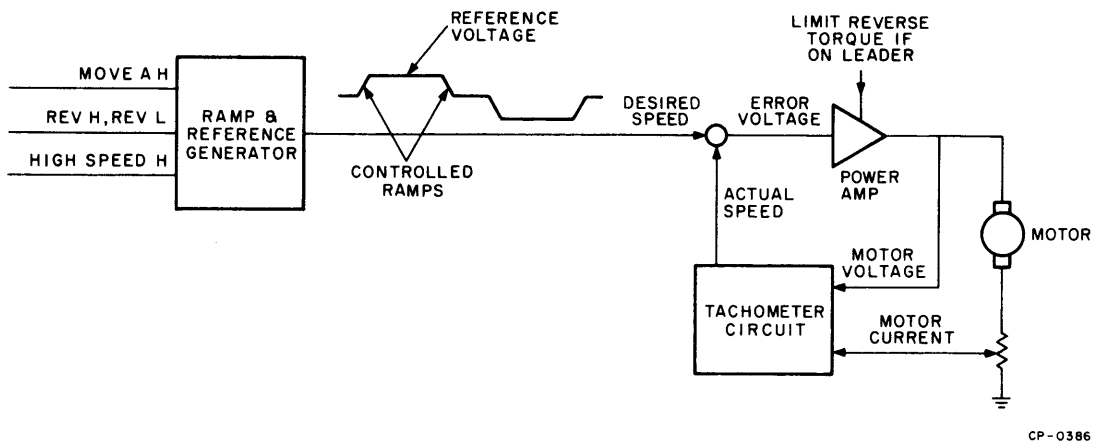 REFERENCE
VOLTAGE
LIMIT REVERSE
TORQUE IF
ON LEADER
MOVE A H
REV H, REV L
HIGH SPEED H
RAMP &
REFERENCE
GENERATOR
CONTROLLED
RAMPS
DESIRED
SPEED
ERROR
VOLTAGE
POWER
AMP
ACTUAL
SPEED
MOTOR
MOTOR
VOLTAGE
TACHOMETER
CIRCUIT
MOTOR
CURRENT
CP-0386